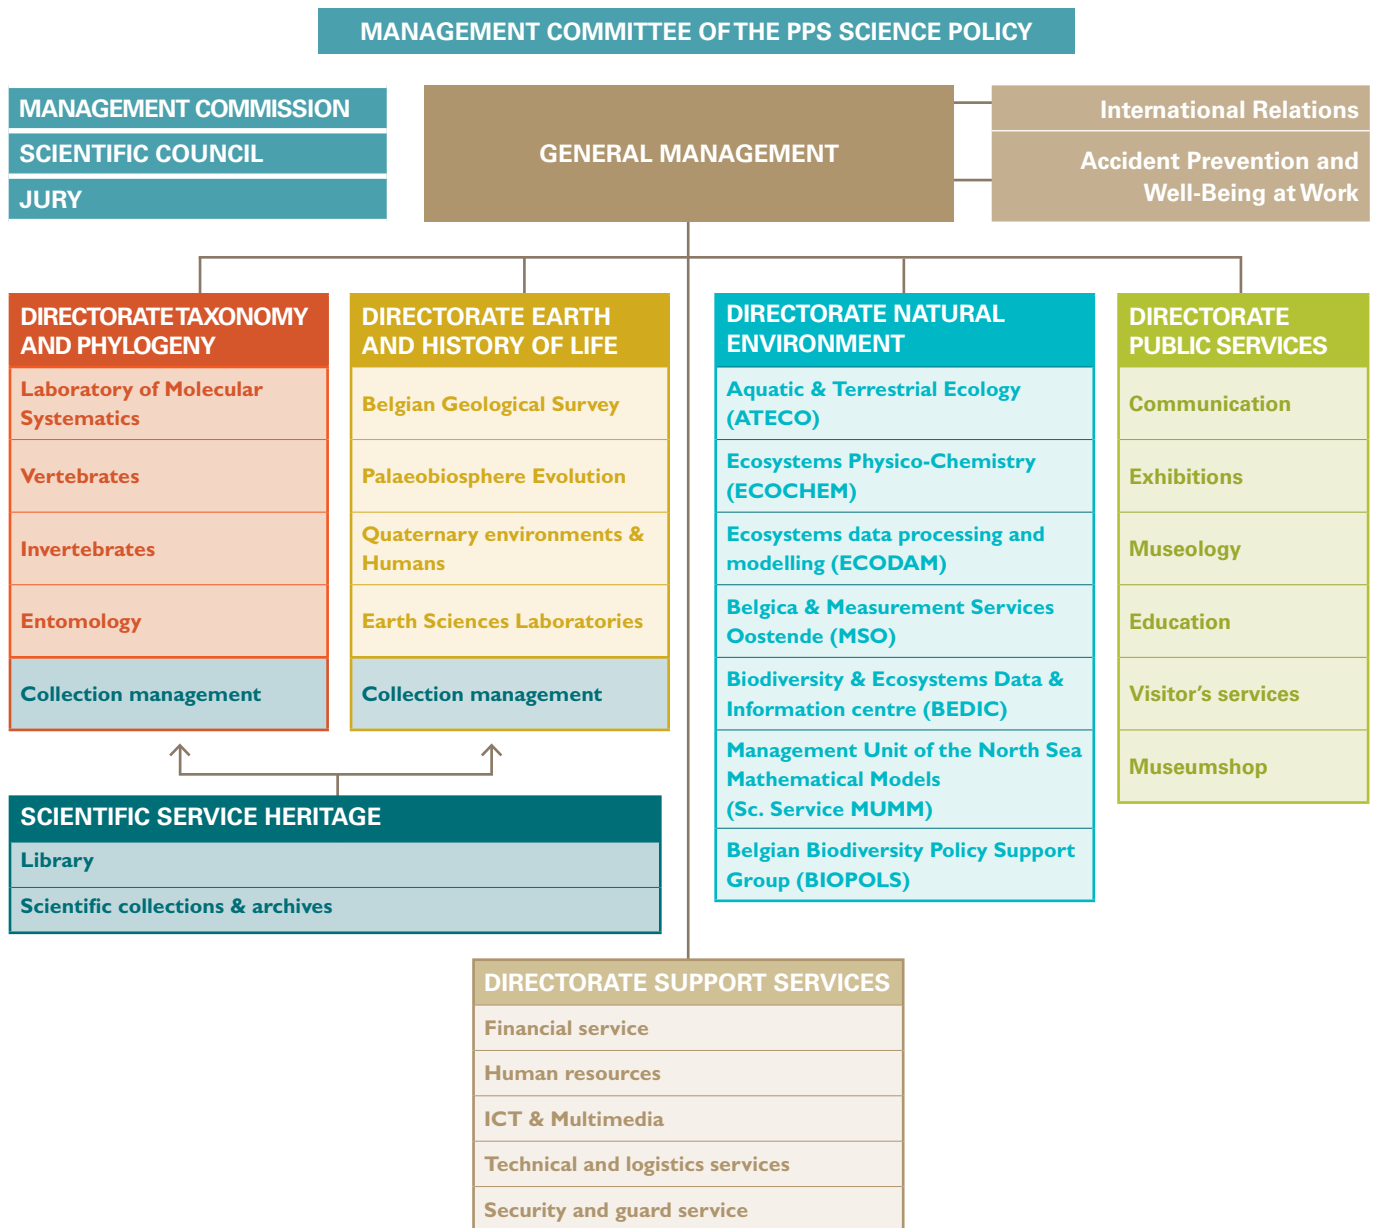 MANAGEMENT COMMITTEE OF THE PPS SCIENCE POLICY
MANAGEMENT COMMISSION
SCIENTIFIC COUNCIL
JURY
GENERAL MANAGEMENT
International Relations
Accident Prevention and
Well-Being at Work
DIRECTORATE TAXONOMY
AND PHYLOGENY
Laboratory of Molecular
Systematics
Vertebrates
Invertebrates
Entomology
Collection management
DIRECTORATE EARTH
AND HISTORY OF LIFE
Belgian Geological Survey
Palaeobiosphere Evolution
Quaternary environments &
Humans
Earth Sciences Laboratories
Collection management
SCIENTIFIC SERVICE HERITAGE
Library
Scientific collections & archives
DIRECTORATE NATURAL
ENVIRONMENT
Aquatic & Terrestrial Ecology
(ATECO)
Ecosystems Physico-Chemistry
(ECOCHEM)
Ecosystems data processing and
modelling (ECODAM)
Belgica & Measurement Services
Oostende (MSO)
Biodiversity & Ecosystems Data &
Information centre (BEDIC)
Management Unit of the North Sea
Mathematical Models
(Sc. Service MUMM)
Belgian Biodiversity Policy Support
Group (BIOPOLS)
DIRECTORATE
PUBLIC SERVICES
Communication
Exhibitions
Museology
Education
Visitor's services
Museumshop
DIRECTORATE SUPPORT SERVICES
Financial service
Human resources
ICT & Multimedia
Technical and logistics services
Security and guard service